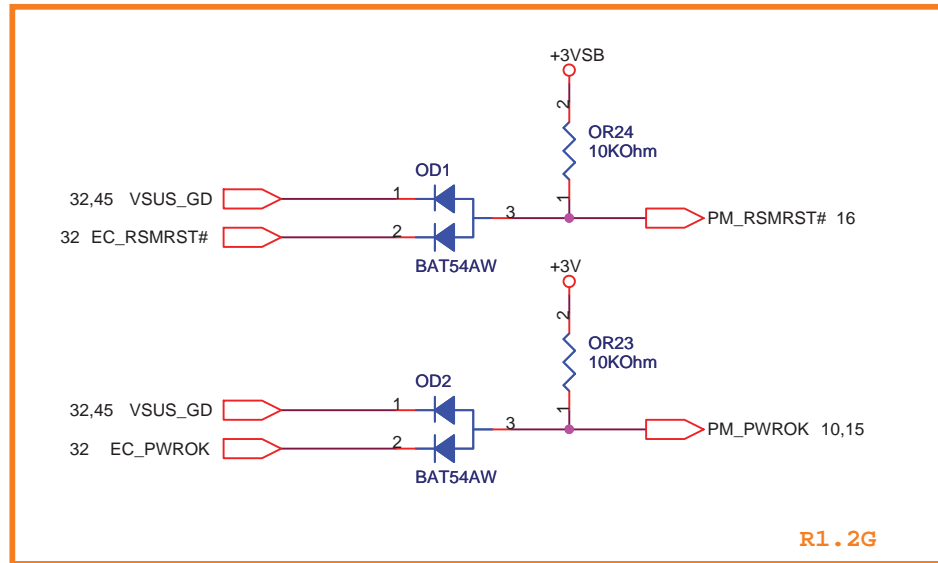 +3VSB
2
OR24
10KOhm
1
OD1
32,45 VSUS_GD
1
3
PM_RSMRST# 16
32 EC_RSMRST#
2
BAT54AW
+3V
2
OR23
10KOhm
1
OD2
32,45 VSUS_GD
1
3
PM_PWROK 10,15
32 EC_PWROK
2
BAT54AW
R1.2G